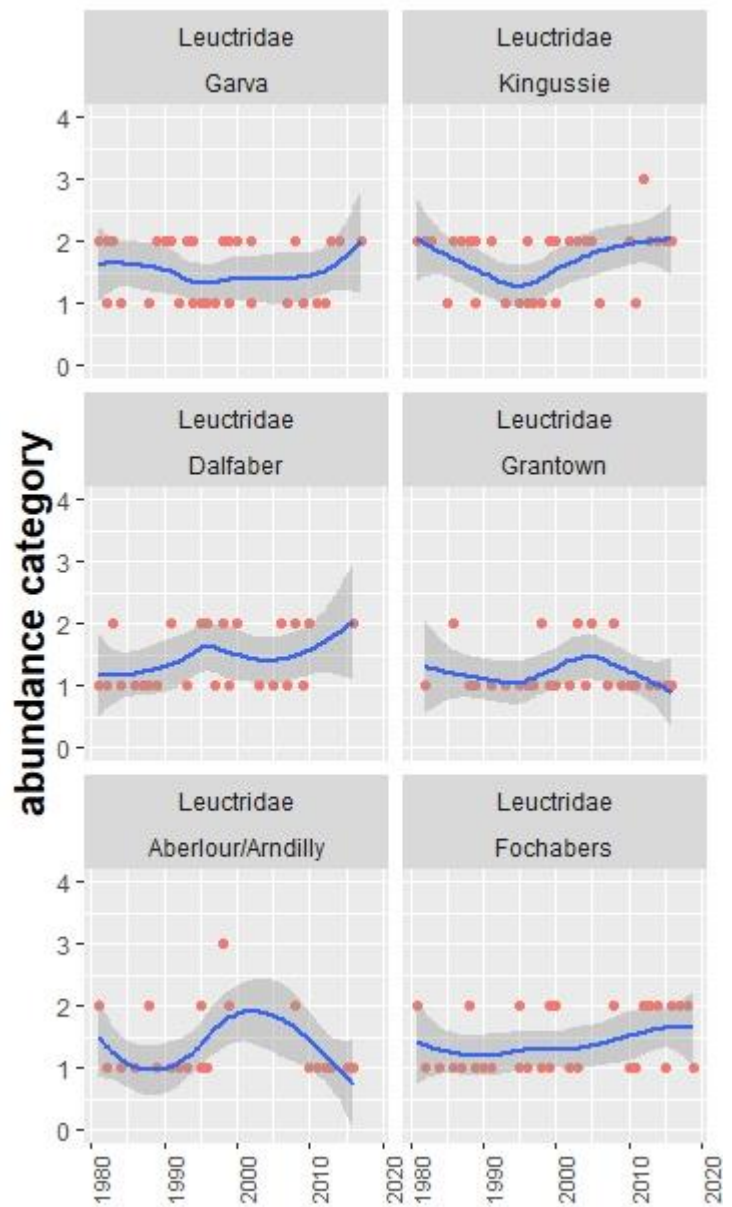 Leuctridae
Garva
Leuctridae
Kingussie
4
3
2
1
0
Leuctridae
Dalfaber
Leuctridae
Grantown
4
3
2
1
0
abundance category
Leuctridae
Aberlour/Arndilly
Leuctridae
Fochabers
4
3
2
1
0
1980
1990
2000
2010
2020
1980
1990
2000
2010
2020